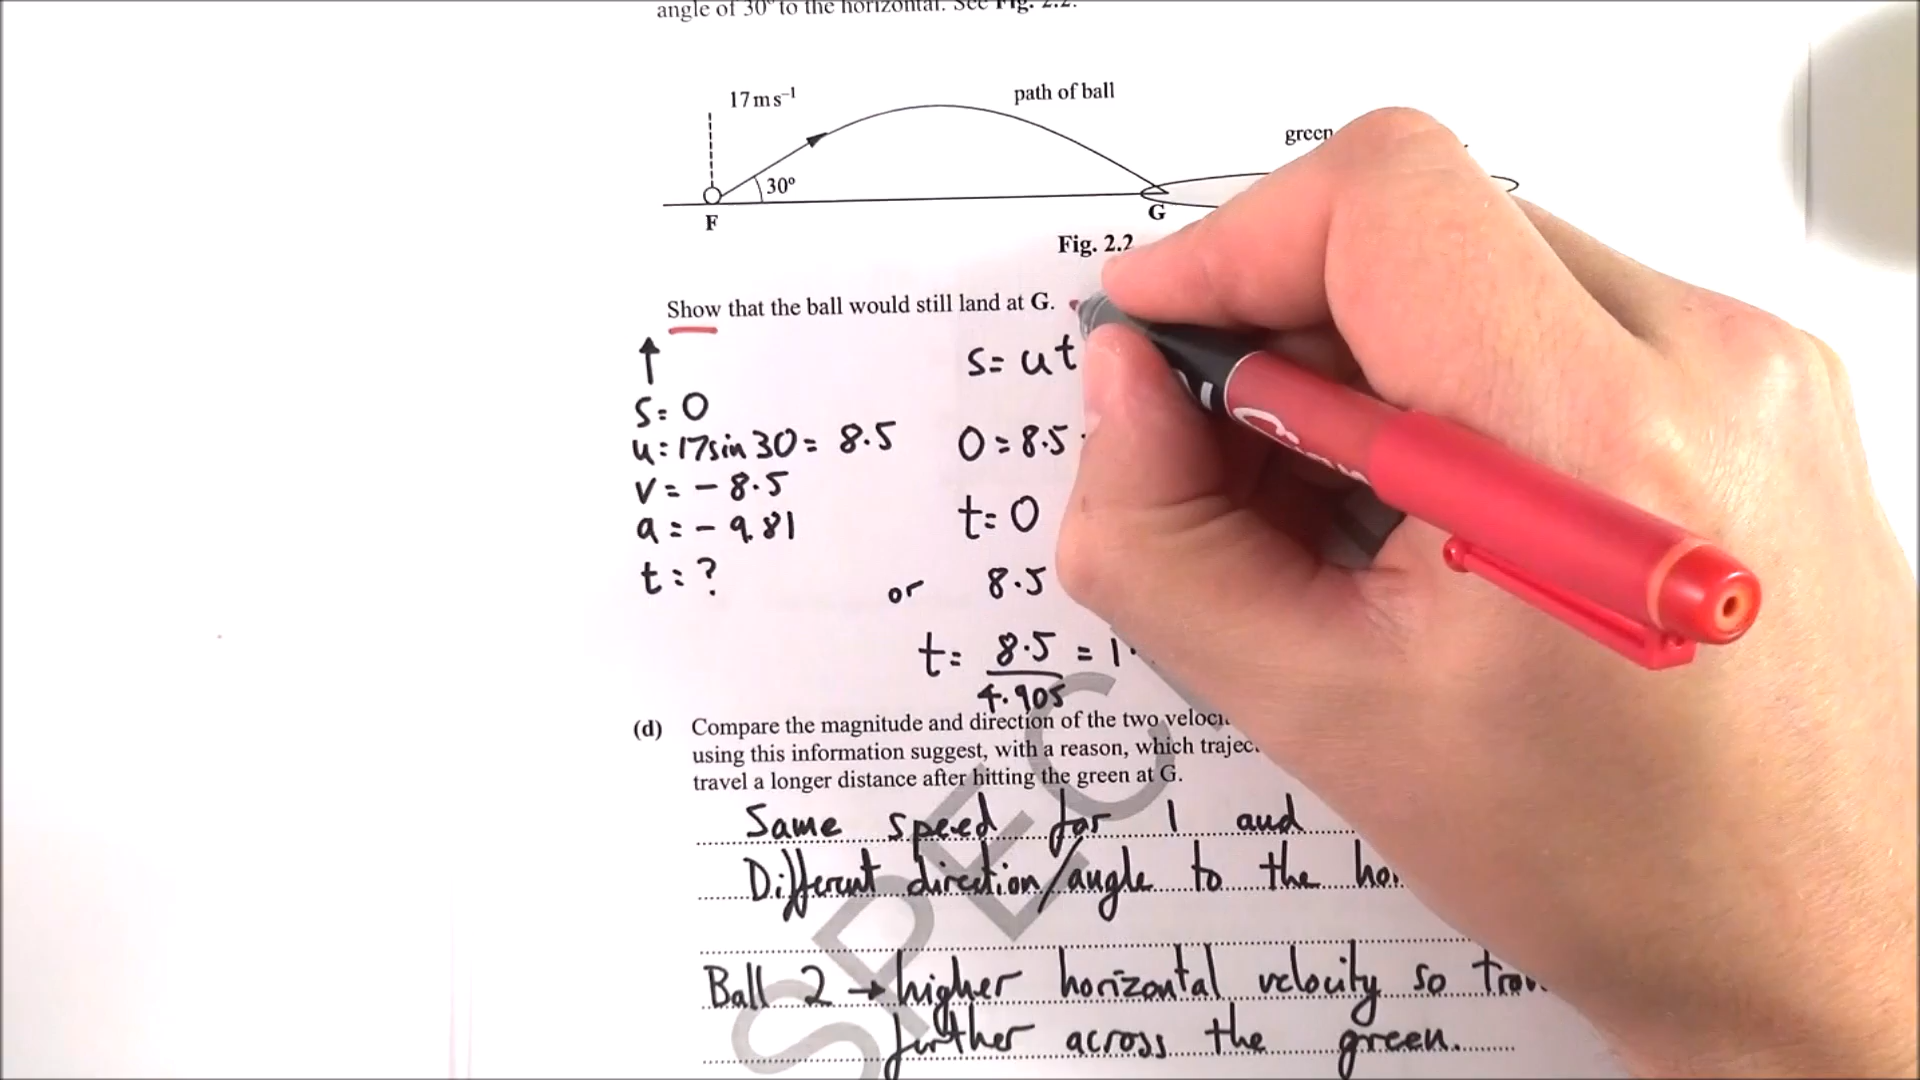 angle of 30° to the horizontal. See Fig. 2.2.
17 m s⁻¹
path of ball
green
30°
F
G
Fig. 2.2
Show that the ball would still land at G.
↑
s = ut
s = 0
u = 17sin 30 = 8.5
0 = 8.5
v = - 8.5
a = - 9.81
t = 0
t = ?
or 8.5
t = 8.5 = 1.
4.905
(d) Compare the magnitude and direction of the two
using this information suggest, with a reason, which
travel a longer distance after hitting the green at G.
Same speed for 1 and
Different direction/angle to the
Ball 2 → higher horizontal velocity so
further across the green.
SPEC